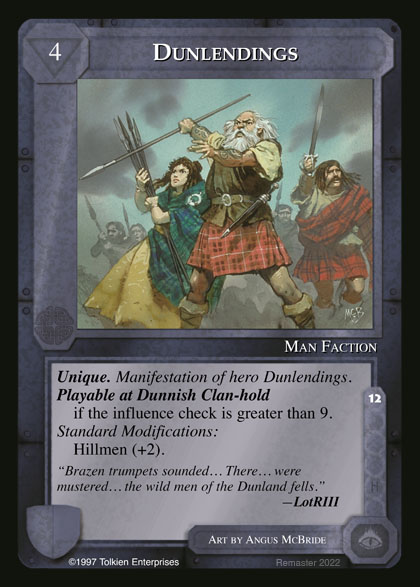 4
DUNLENDINGS
MAN FACTION
Unique. Manifestation of hero Dunlendings.
Playable at Dunnish Clan-hold
if the influence check is greater than 9.
Standard Modifications:
Hillmen (+2).
“Brazen trumpets sounded… There… were
mustered… the wild men of the Dunland fells.”
—LotRIII
12
ART BY ANGUS MCBRIDE
©1997 Tolkien Enterprises
Remaster 2022